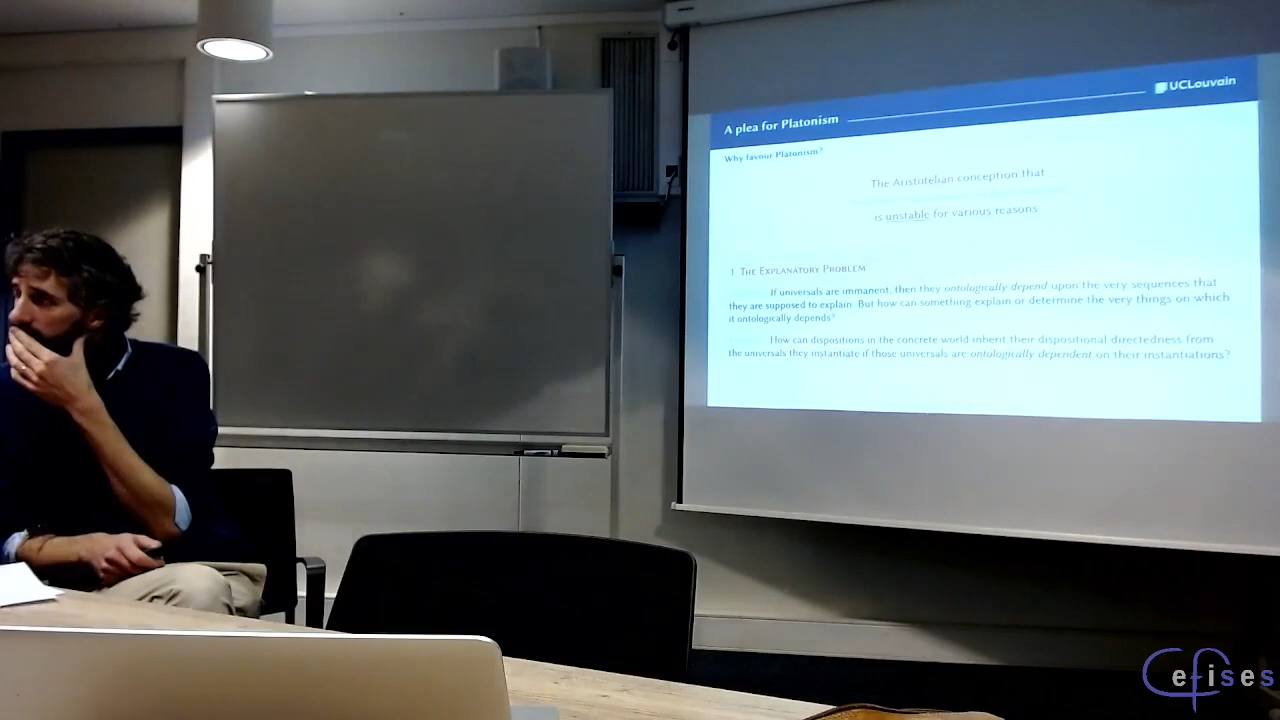 UCLouvain
A plea for Platonism
Why favour Platonism?
The Aristotelian conception that
is unstable for various reasons
1. The Explanatory Problem
If universals are immanent, then they ontologically depend upon the very sequences that
they are supposed to explain. But how can something explain or determine the very things on which
it ontologically depends?
How can dispositions in the concrete world inherit their dispositional directedness from
the universals they instantiate if those universals are ontologically dependent on their instantiations?
Cefises